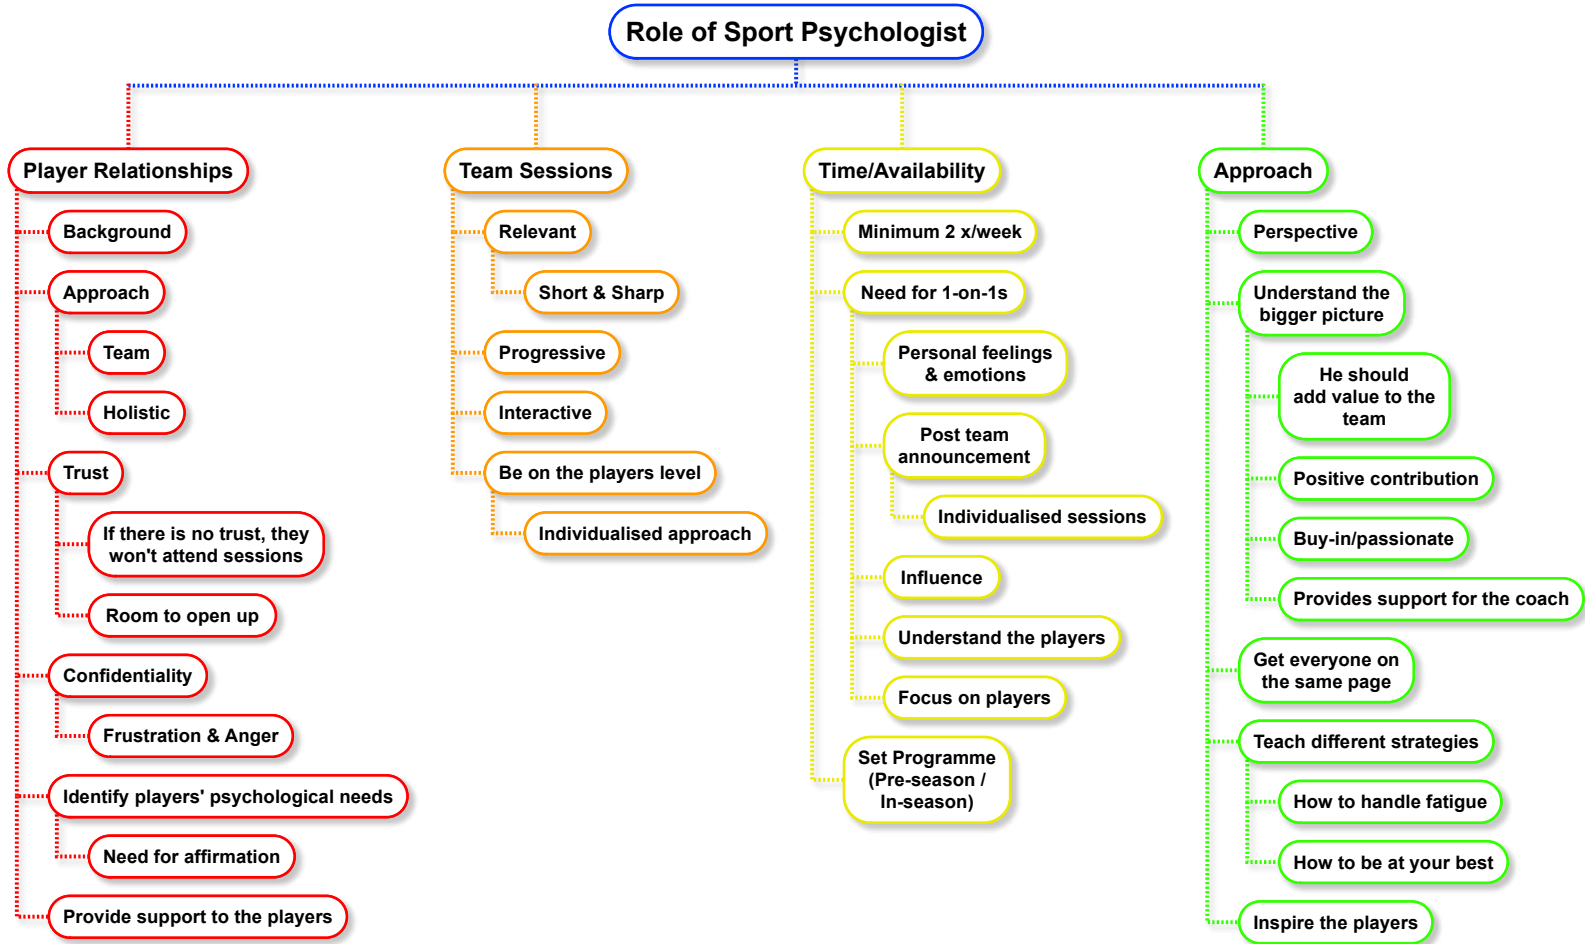 Role of Sport Psychologist
Player Relationships
Background
Approach
Team
Holistic
Trust
If there is no trust, they
won't attend sessions
Room to open up
Confidentiality
Frustration & Anger
Identify players' psychological needs
Need for affirmation
Provide support to the players
Team Sessions
Relevant
Short & Sharp
Progressive
Interactive
Be on the players level
Individualised approach
Time/Availability
Minimum 2 x/week
Need for 1-on-1s
Personal feelings
& emotions
Post team
announcement
Individualised sessions
Influence
Understand the players
Focus on players
Set Programme
(Pre-season /
In-season)
Approach
Perspective
Understand the
bigger picture
He should
add value to the
team
Positive contribution
Buy-in/passionate
Provides support for the coach
Get everyone on
the same page
Teach different strategies
How to handle fatigue
How to be at your best
Inspire the players